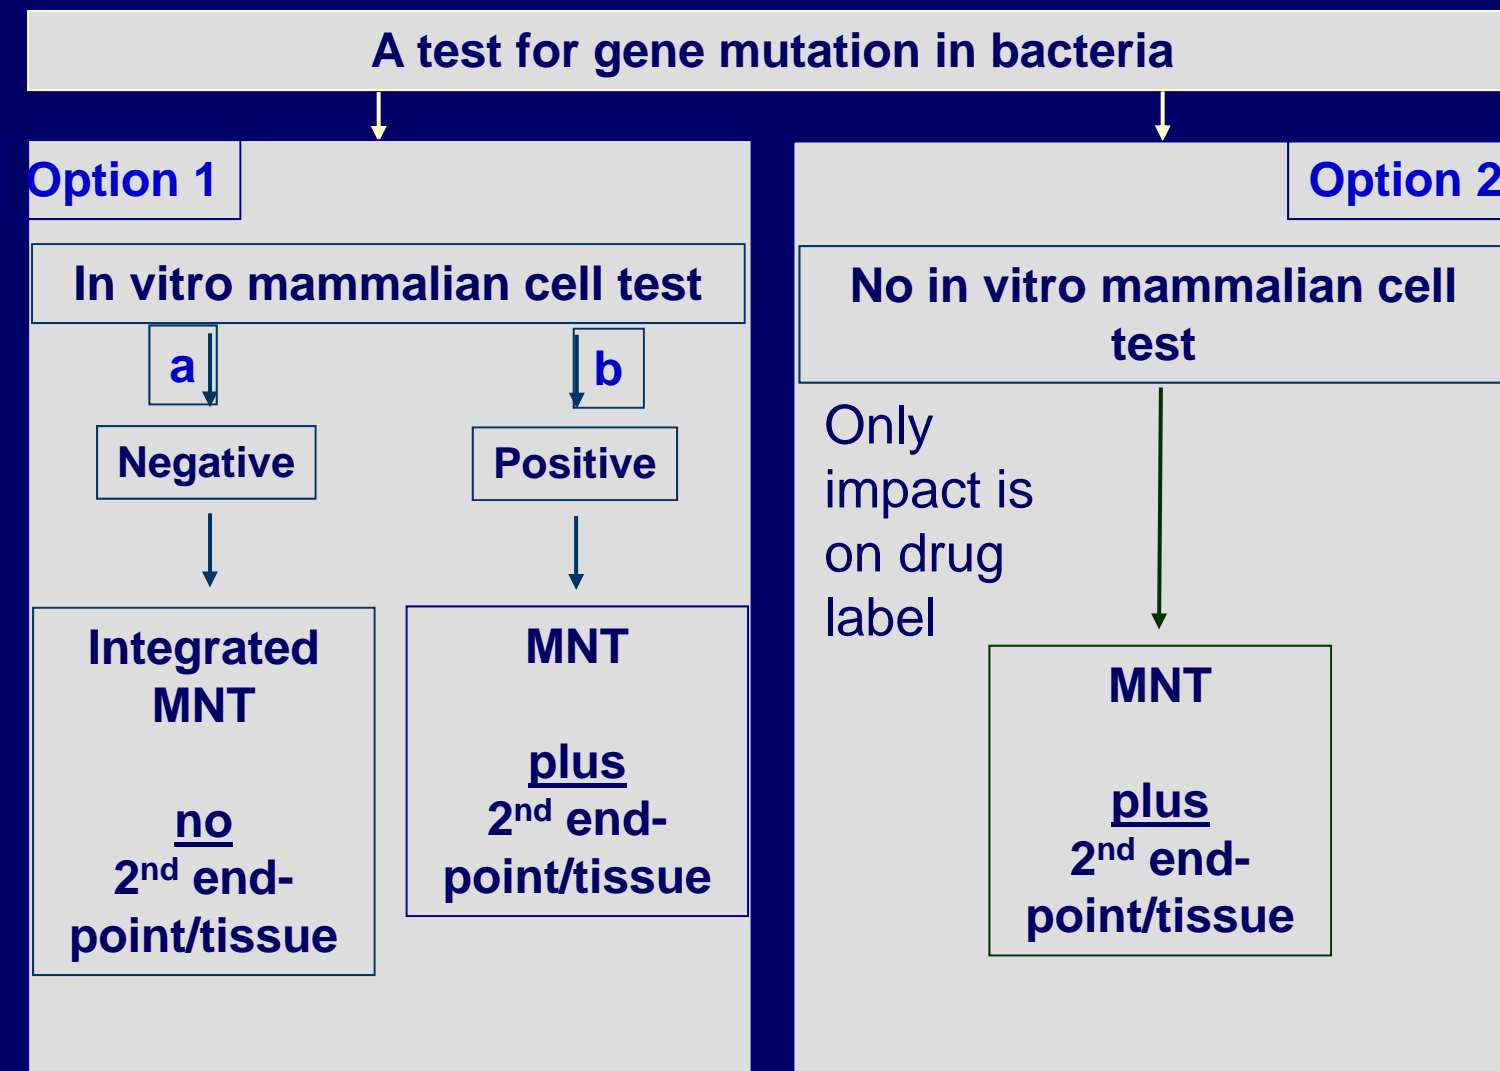 A test for gene mutation in bacteria
Option 1
In vitro mammalian cell test
a
b
Negative
Positive
Integrated
MNT
no
2nd end-
point/tissue
MNT
plus
2nd end-
point/tissue
Option 2
No in vitro mammalian cell
test
Only
impact is
on drug
label
MNT
plus
2nd end-
point/tissue